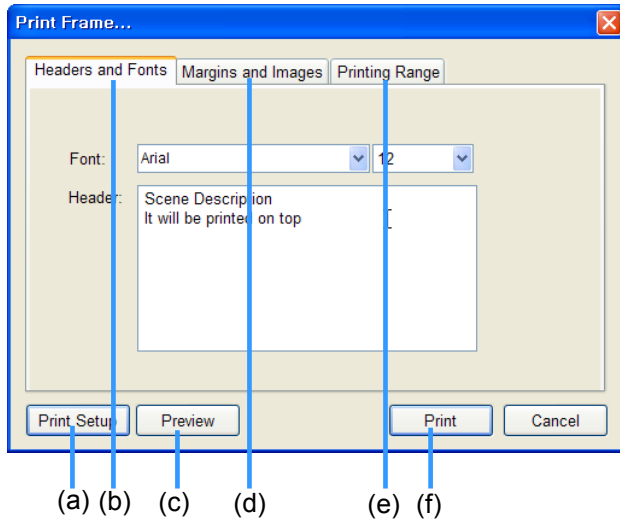 Print Frame...
Headers and Fonts Margins and Images Printing Range
Font: Arial 12
Header: Scene Description
It will be printed on top
Print Setup Preview Print Cancel
(a) (b) (c) (d) (e) (f)